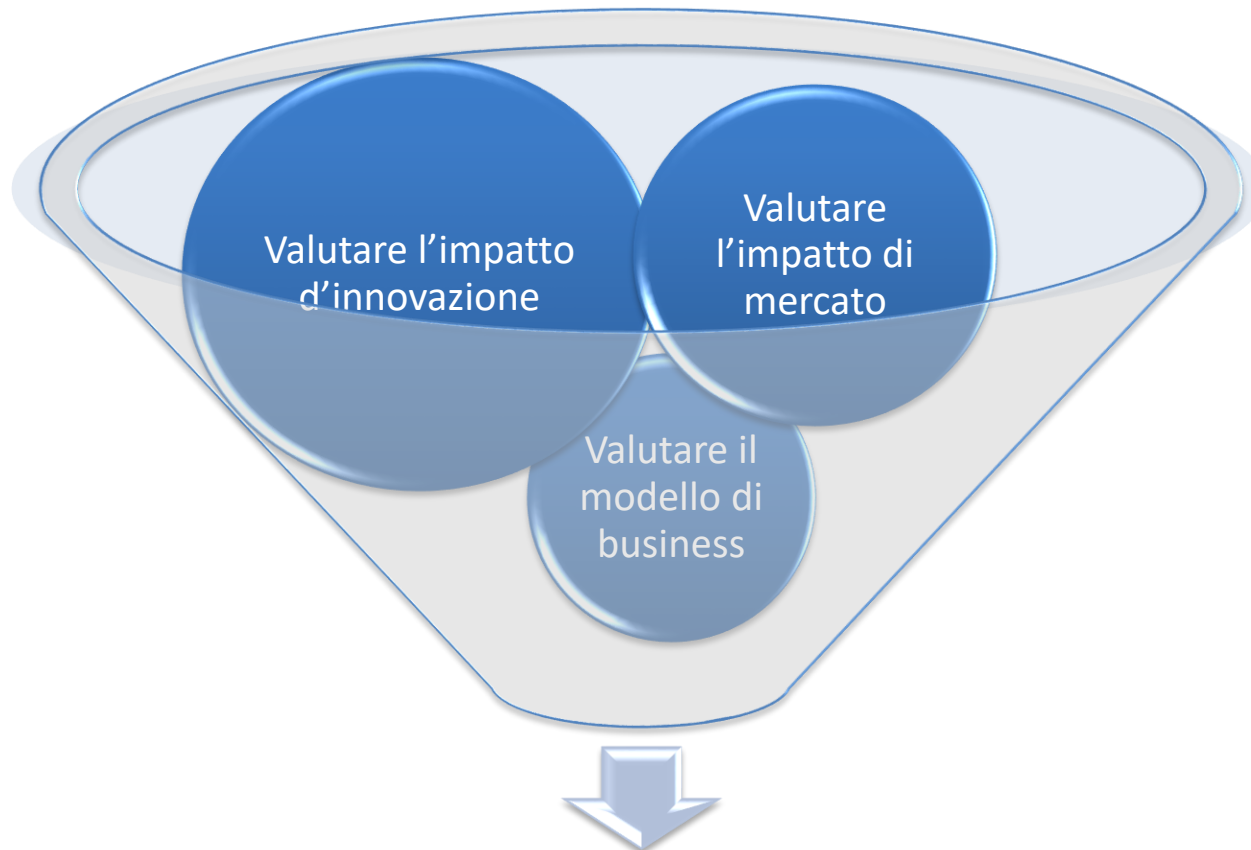 Valutare l’impatto
d’innovazione
Valutare
l’impatto di
mercato
Valutare il
modello di
business